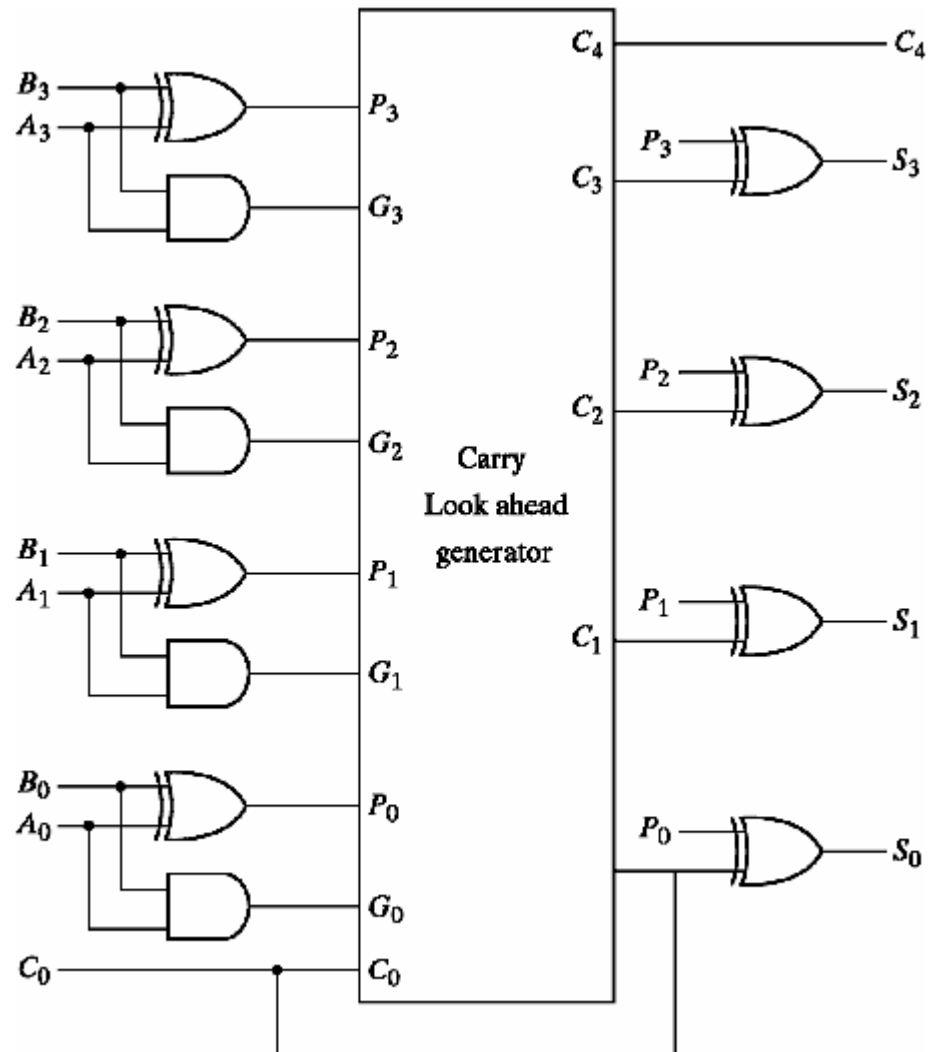 C4 C4
B3 P3
A3 P3 S3
C3
G3
B2 P2
A2 P2 S2
C2
G2
Carry
Look ahead
generator
B1 P1
A1 P1 S1
C1
G1
B0 P0
A0 P0 S0
G0
C0 C0